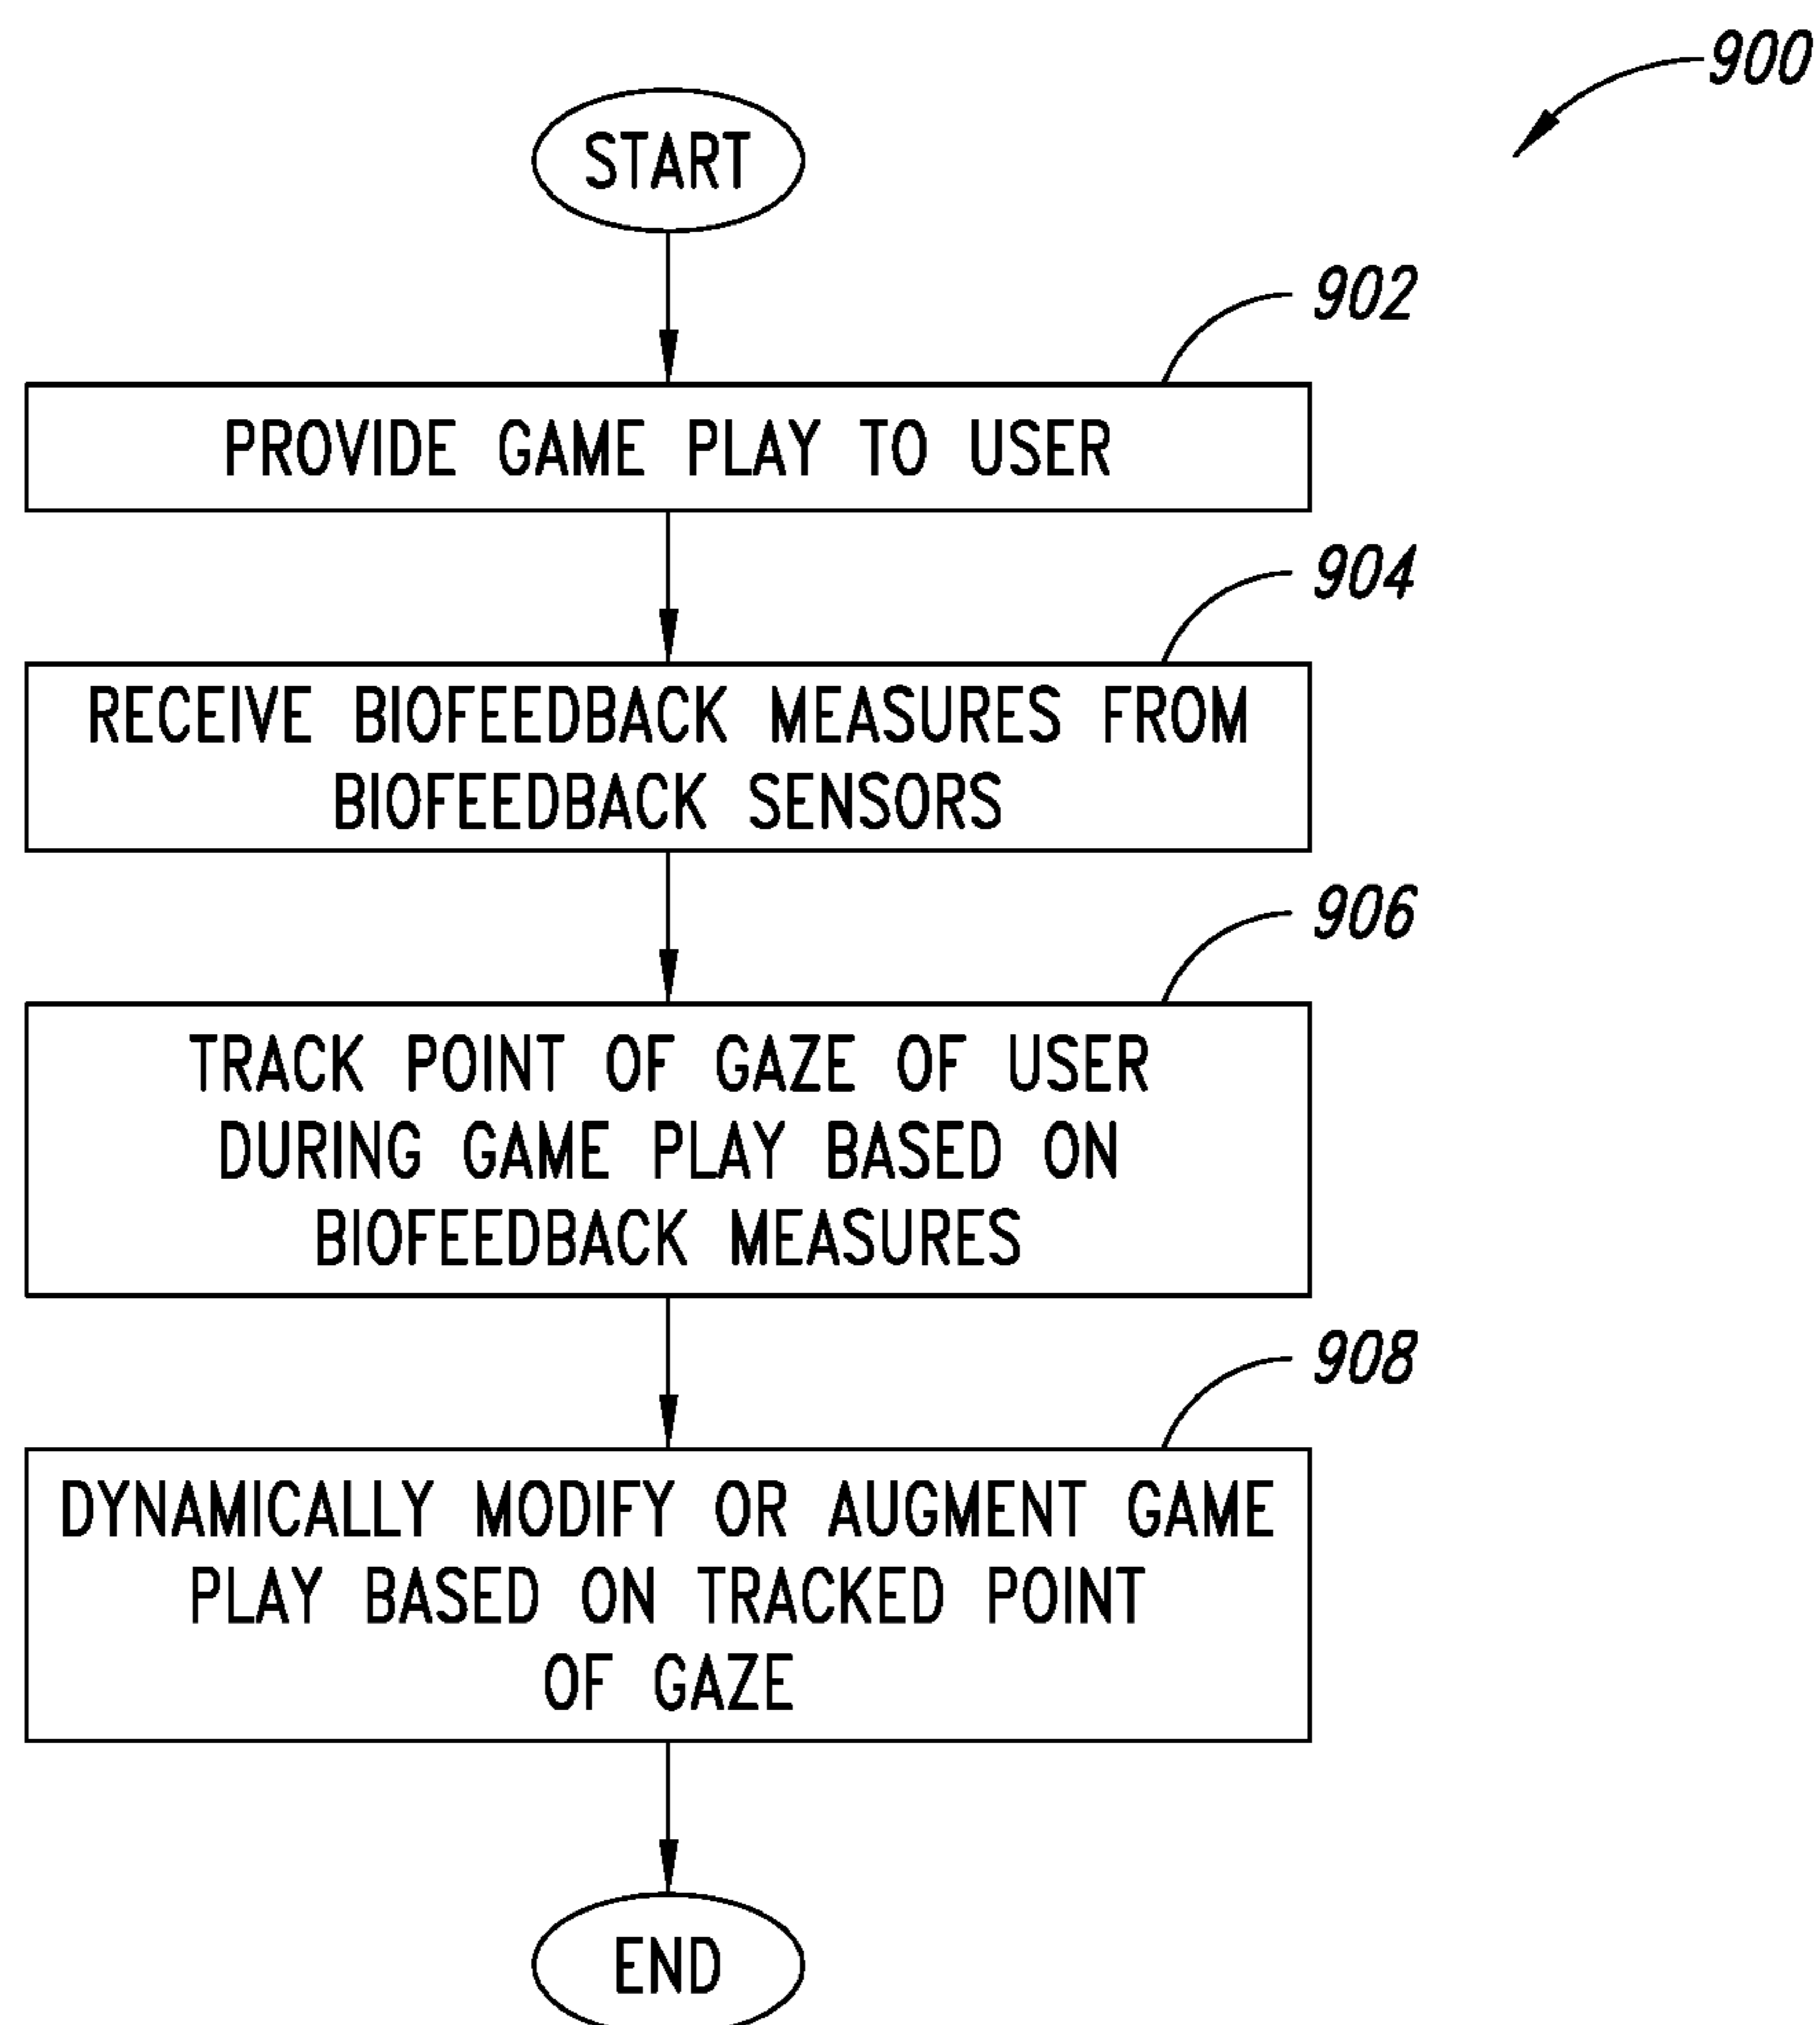 900
START
902
PROVIDE GAME PLAY TO USER
904
RECEIVE BIOFEEDBACK MEASURES FROM
BIOFEEDBACK SENSORS
906
TRACK POINT OF GAZE OF USER
DURING GAME PLAY BASED ON
BIOFEEDBACK MEASURES
908
DYNAMICALLY MODIFY OR AUGMENT GAME
PLAY BASED ON TRACKED POINT
OF GAZE
END